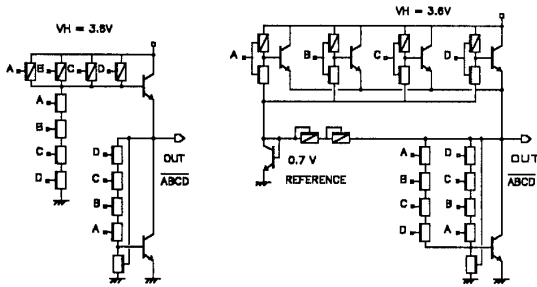 VH = 3.6V
A B C D
A
B
C
D
D
C
B
A
OUT
ABCD
VH = 3.6V
A B C D
0.7 V
REFERENCE
A D
B C
C B
D A
OUT
ABCD